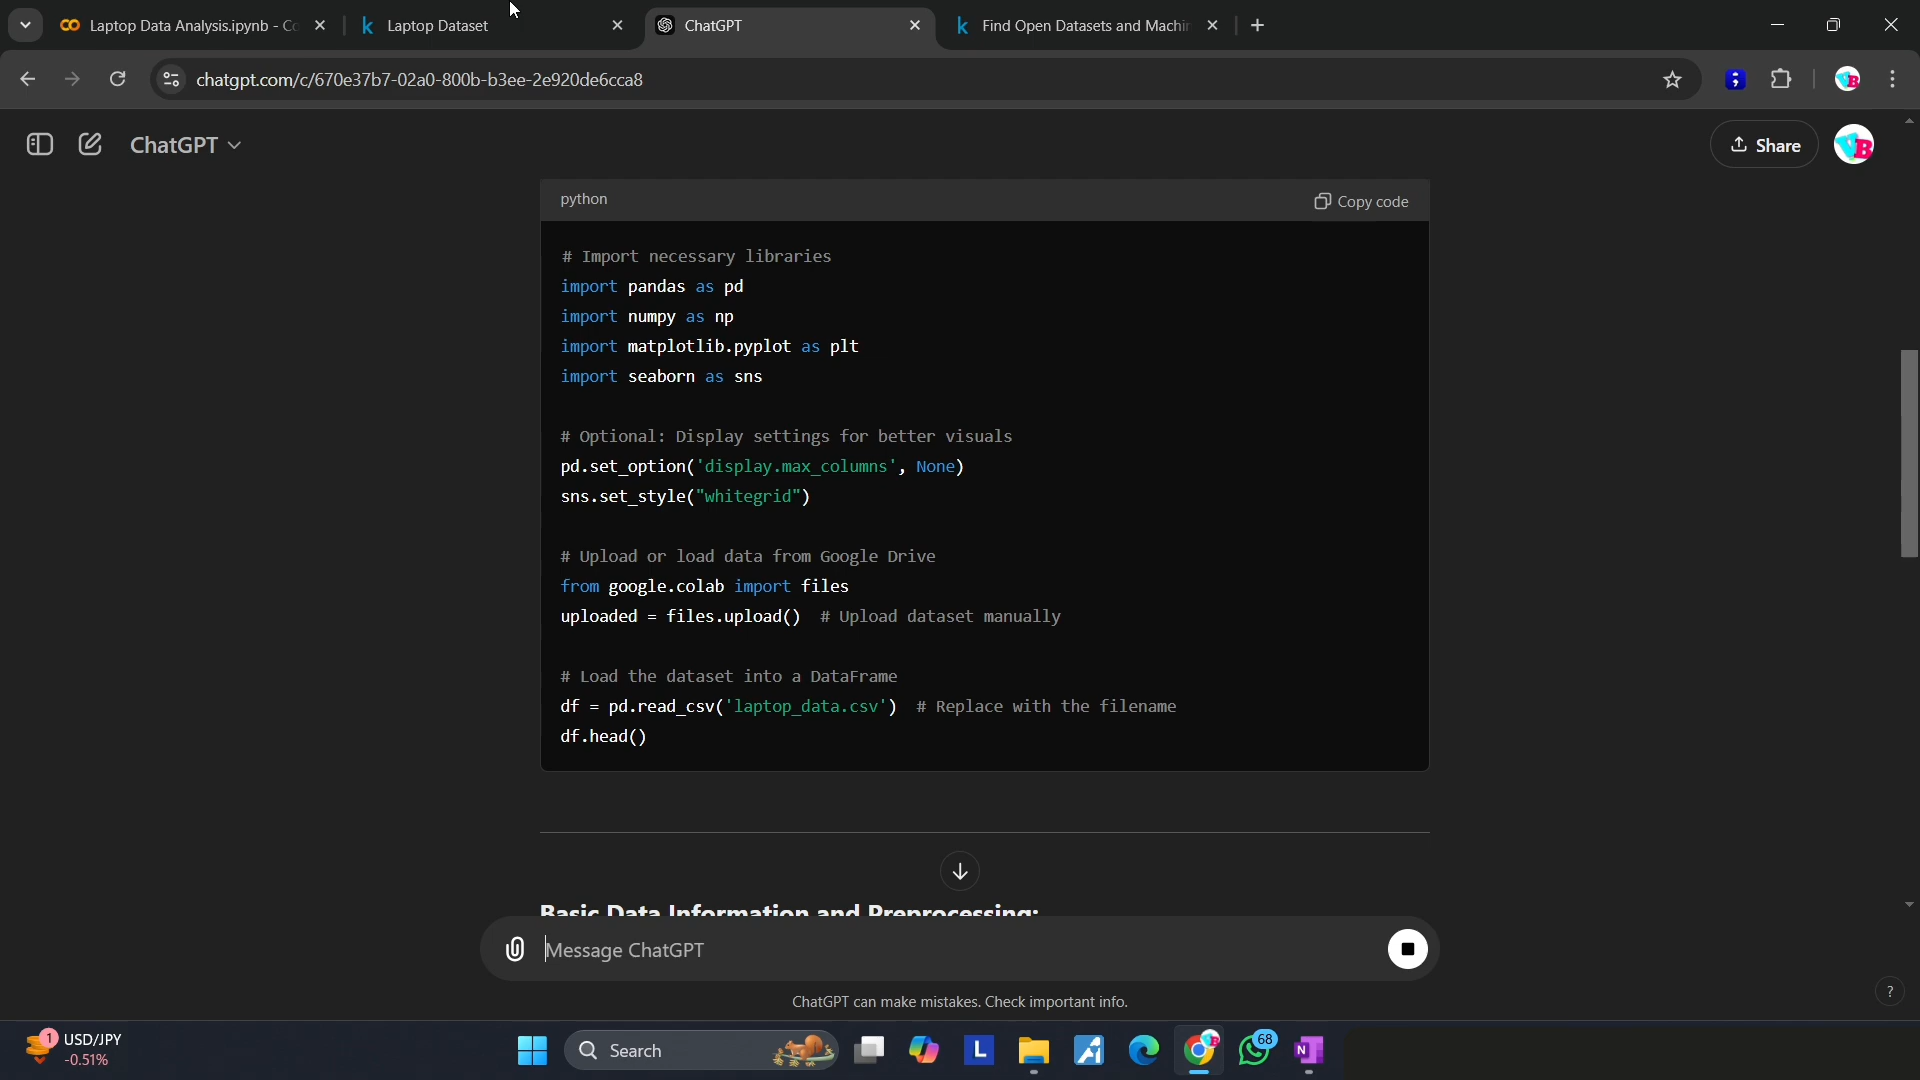 Laptop Data Analysis.ipynb - Co
Laptop Dataset
ChatGPT
Find Open Datasets and Machin
chatgpt.com/c/670e37b7-02a0-800b-b3ee-2e920de6cca8
ChatGPT
Share
python
Copy code
# Import necessary libraries
import pandas as pd
import numpy as np
import matplotlib.pyplot as plt
import seaborn as sns
# Optional: Display settings for better visuals
pd.set_option('display.max_columns', None)
sns.set_style("whitegrid")
# Upload or load data from Google Drive
from google.colab import files
uploaded = files.upload()  # Upload dataset manually
# Load the dataset into a DataFrame
df = pd.read_csv('laptop_data.csv')  # Replace with the filename
df.head()
Basic Data Information and Preprocessing:
Message ChatGPT
ChatGPT can make mistakes. Check important info.
?
1
USD/JPY
-0.51%
Search
L
68
N